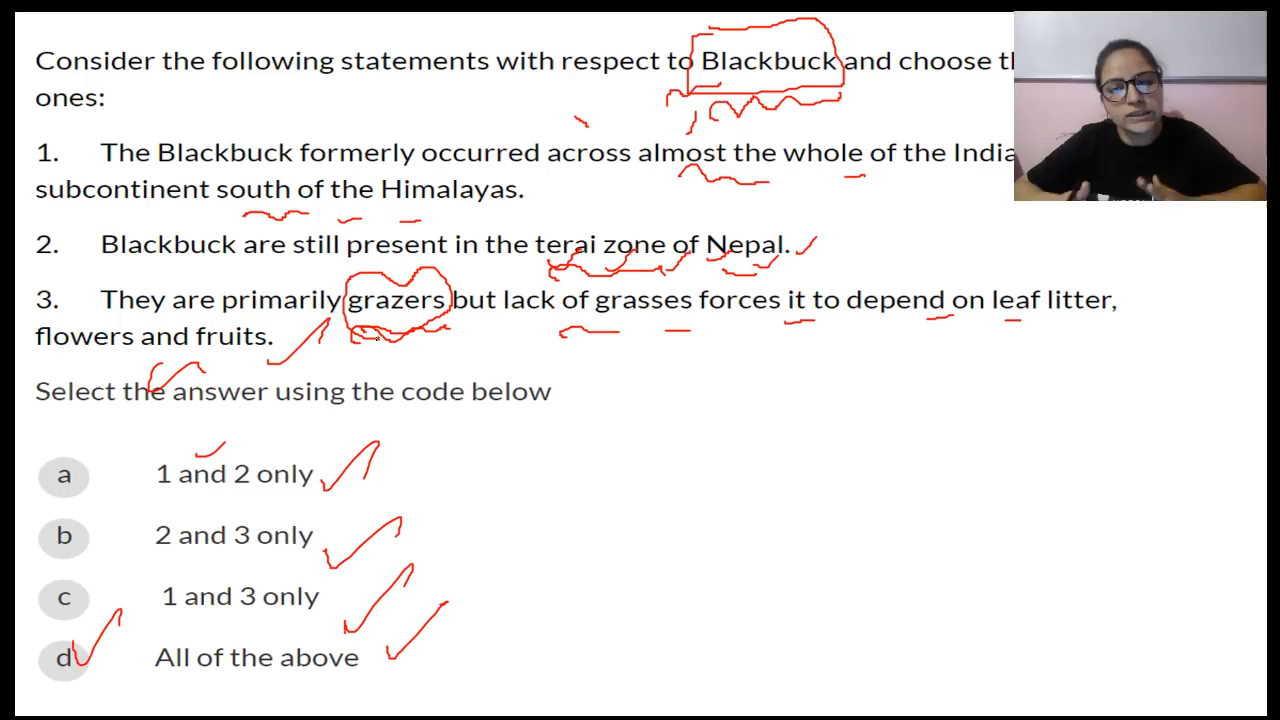 Consider the following statements with respect to Blackbuck and choose
ones:
1. The Blackbuck formerly occurred across almost the whole of the
subcontinent south of the Himalayas.
2. Blackbuck are still present in the terai zone of Nepal.
3. They are primarily grazers but lack of grasses forces it to depend on leaf litter,
flowers and fruits.
Select the answer using the code below
a 1 and 2 only
b 2 and 3 only
c 1 and 3 only
d All of the above